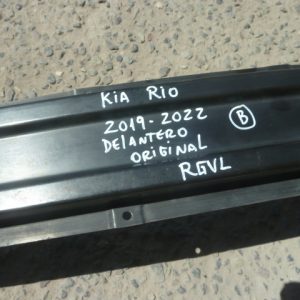 KIA RIO
2019-2022
DELANTERO
ORIGINAL
RGVL
B